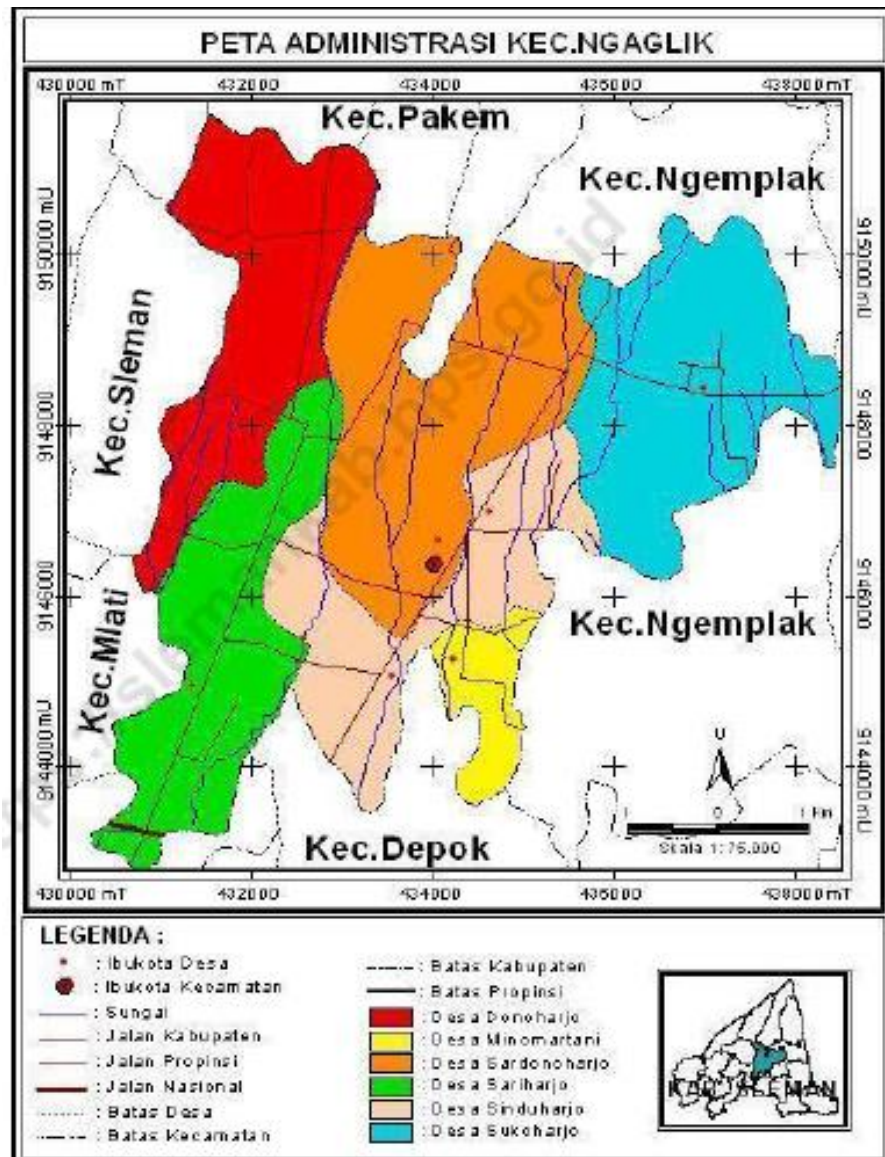 PETA ADMINISTRASI KEC.NGAGLIK
430000 mT 432000 434000 436000 438000 mT
Kec.Pakem
Kec.Ngemplak
9150000 mU
9150000 mU
Kec.Sleman
9148000
9148000
9146000
9146000
Kec.Mlati
Kec.Ngemplak
U
9144000 mU
9144000 mU
1 0 1 Km
Skala 1:75.000
Kec.Depok
430000 mT 432000 434000 436000 438000 mT
LEGENDA :
: Ibukota Desa
: Ibukota Kecamatan
: Sungai
: Jalan Kabupaten
: Jalan Propinsi
: Jalan Nasional
: Batas Desa
: Batas Kecamatan
: Batas Kabupaten
: Batas Propinsi
: Desa Donoharjo
: Desa Minomartani
: Desa Sardonoharjo
: Desa Sariharjo
: Desa Sinduharjo
: Desa Sukoharjo
KAB. SLEMAN